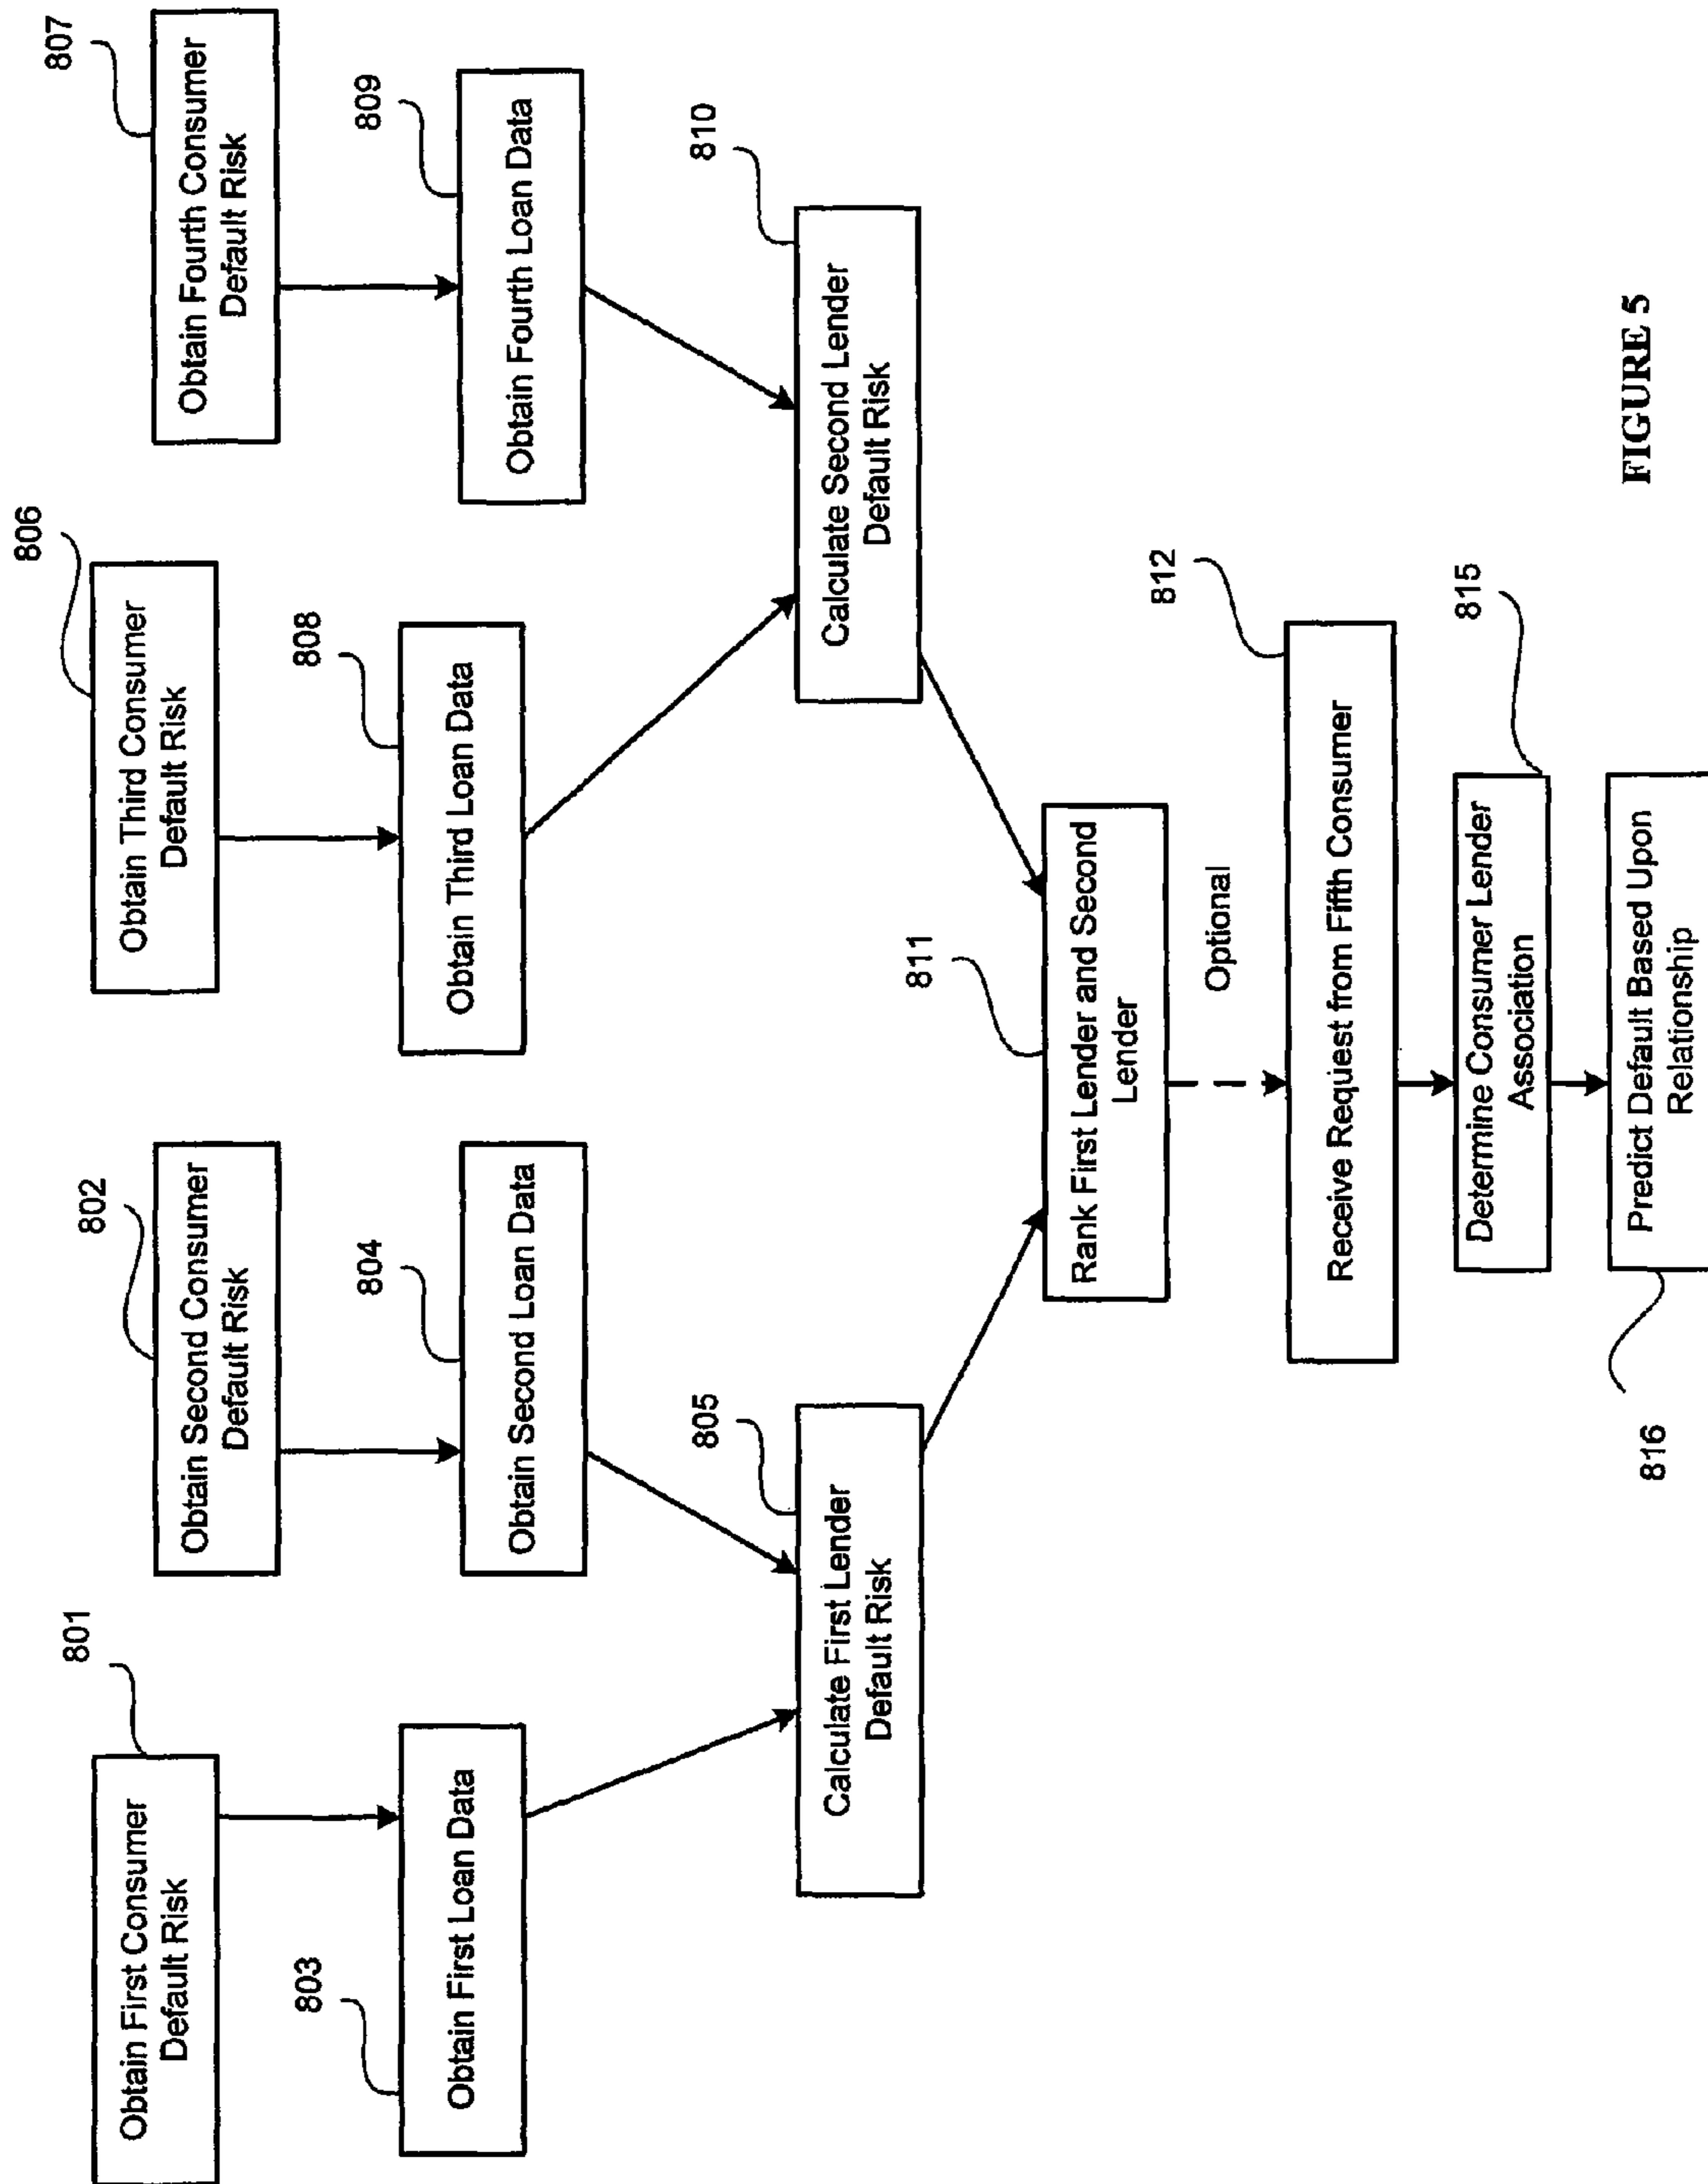 801
Obtain First Consumer
Default Risk
802
Obtain Second Consumer
Default Risk
806
Obtain Third Consumer
Default Risk
807
Obtain Fourth Consumer
Default Risk
803
Obtain First Loan Data
804
Obtain Second Loan Data
808
Obtain Third Loan Data
809
Obtain Fourth Loan Data
805
Calculate First Lender
Default Risk
810
Calculate Second Lender
Default Risk
811
Rank First Lender and Second
Lender
Optional
812
Receive Request from Fifth Consumer
815
Determine Consumer Lender
Association
816
Predict Default Based Upon
Relationship
FIGURE 5